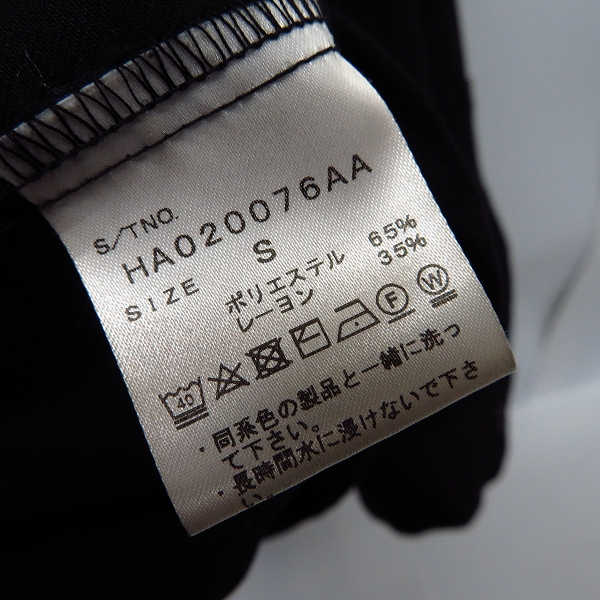 S/TNO.
HA020076AA
SIZE S
ポリエステル 65%
レーヨン 35%
40 F W
・同系色の製品と一緒に洗っ
て下さい。
・長時間水に浸けないで下さ
い。